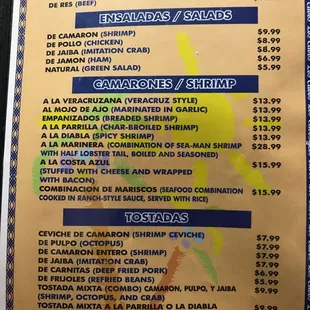 DE RES (BEEF)
ENSALADAS / SALADS
DE CAMARON (SHRIMP) $9.99
DE POLLO (CHICKEN) $8.99
DE JAIBA (IMITATION CRAB) $8.99
DE JAMON (HAM) $6.99
NATURAL (GREEN SALAD) $5.99
CAMARONES / SHRIMP
A LA VERACRUZANA (VERACRUZ STYLE) $13.99
AL MOJO DE AJO (MARINATED IN GARLIC) $13.99
EMPANIZADOS (BREADED SHRIMP) $13.99
A LA PARRILLA (CHAR-BROILED SHRIMP) $13.99
A LA DIABLA (SPICY SHRIMP) $13.99
A LA MARINERA (COMBINATION OF SEA-MAN SHRIMP $28.99
WITH HALF LOBSTER TAIL, BOILED AND SEASONED)
A LA COSTA AZUL $15.99
(STUFFED WITH CHEESE AND WRAPPED
WITH BACON)
COMBINACION DE MARISCOS (SEAFOOD COMBINATION $15.99
COOKED IN RANCH-STYLE SAUCE, SERVED WITH RICE)
TOSTADAS
CEVICHE DE CAMARON (SHRIMP CEVICHE) $7.99
DE PULPO (OCTOPUS) $7.99
DE CAMARON ENTERO (SHRIMP) $7.99
DE JAIBA (IMITATION CRAB) $7.99
DE CARNITAS (DEEP FRIED PORK) $6.99
DE FRIJOLES (REFRIED BEANS) $5.99
TOSTADA MIXTA (COMBO) CAMARON, PULPO, Y JAIBA $9.99
(SHRIMP, OCTOPUS, AND CRAB)
TOSTADA MIXTA A LA PARRILLA O LA DIABLA $9.99